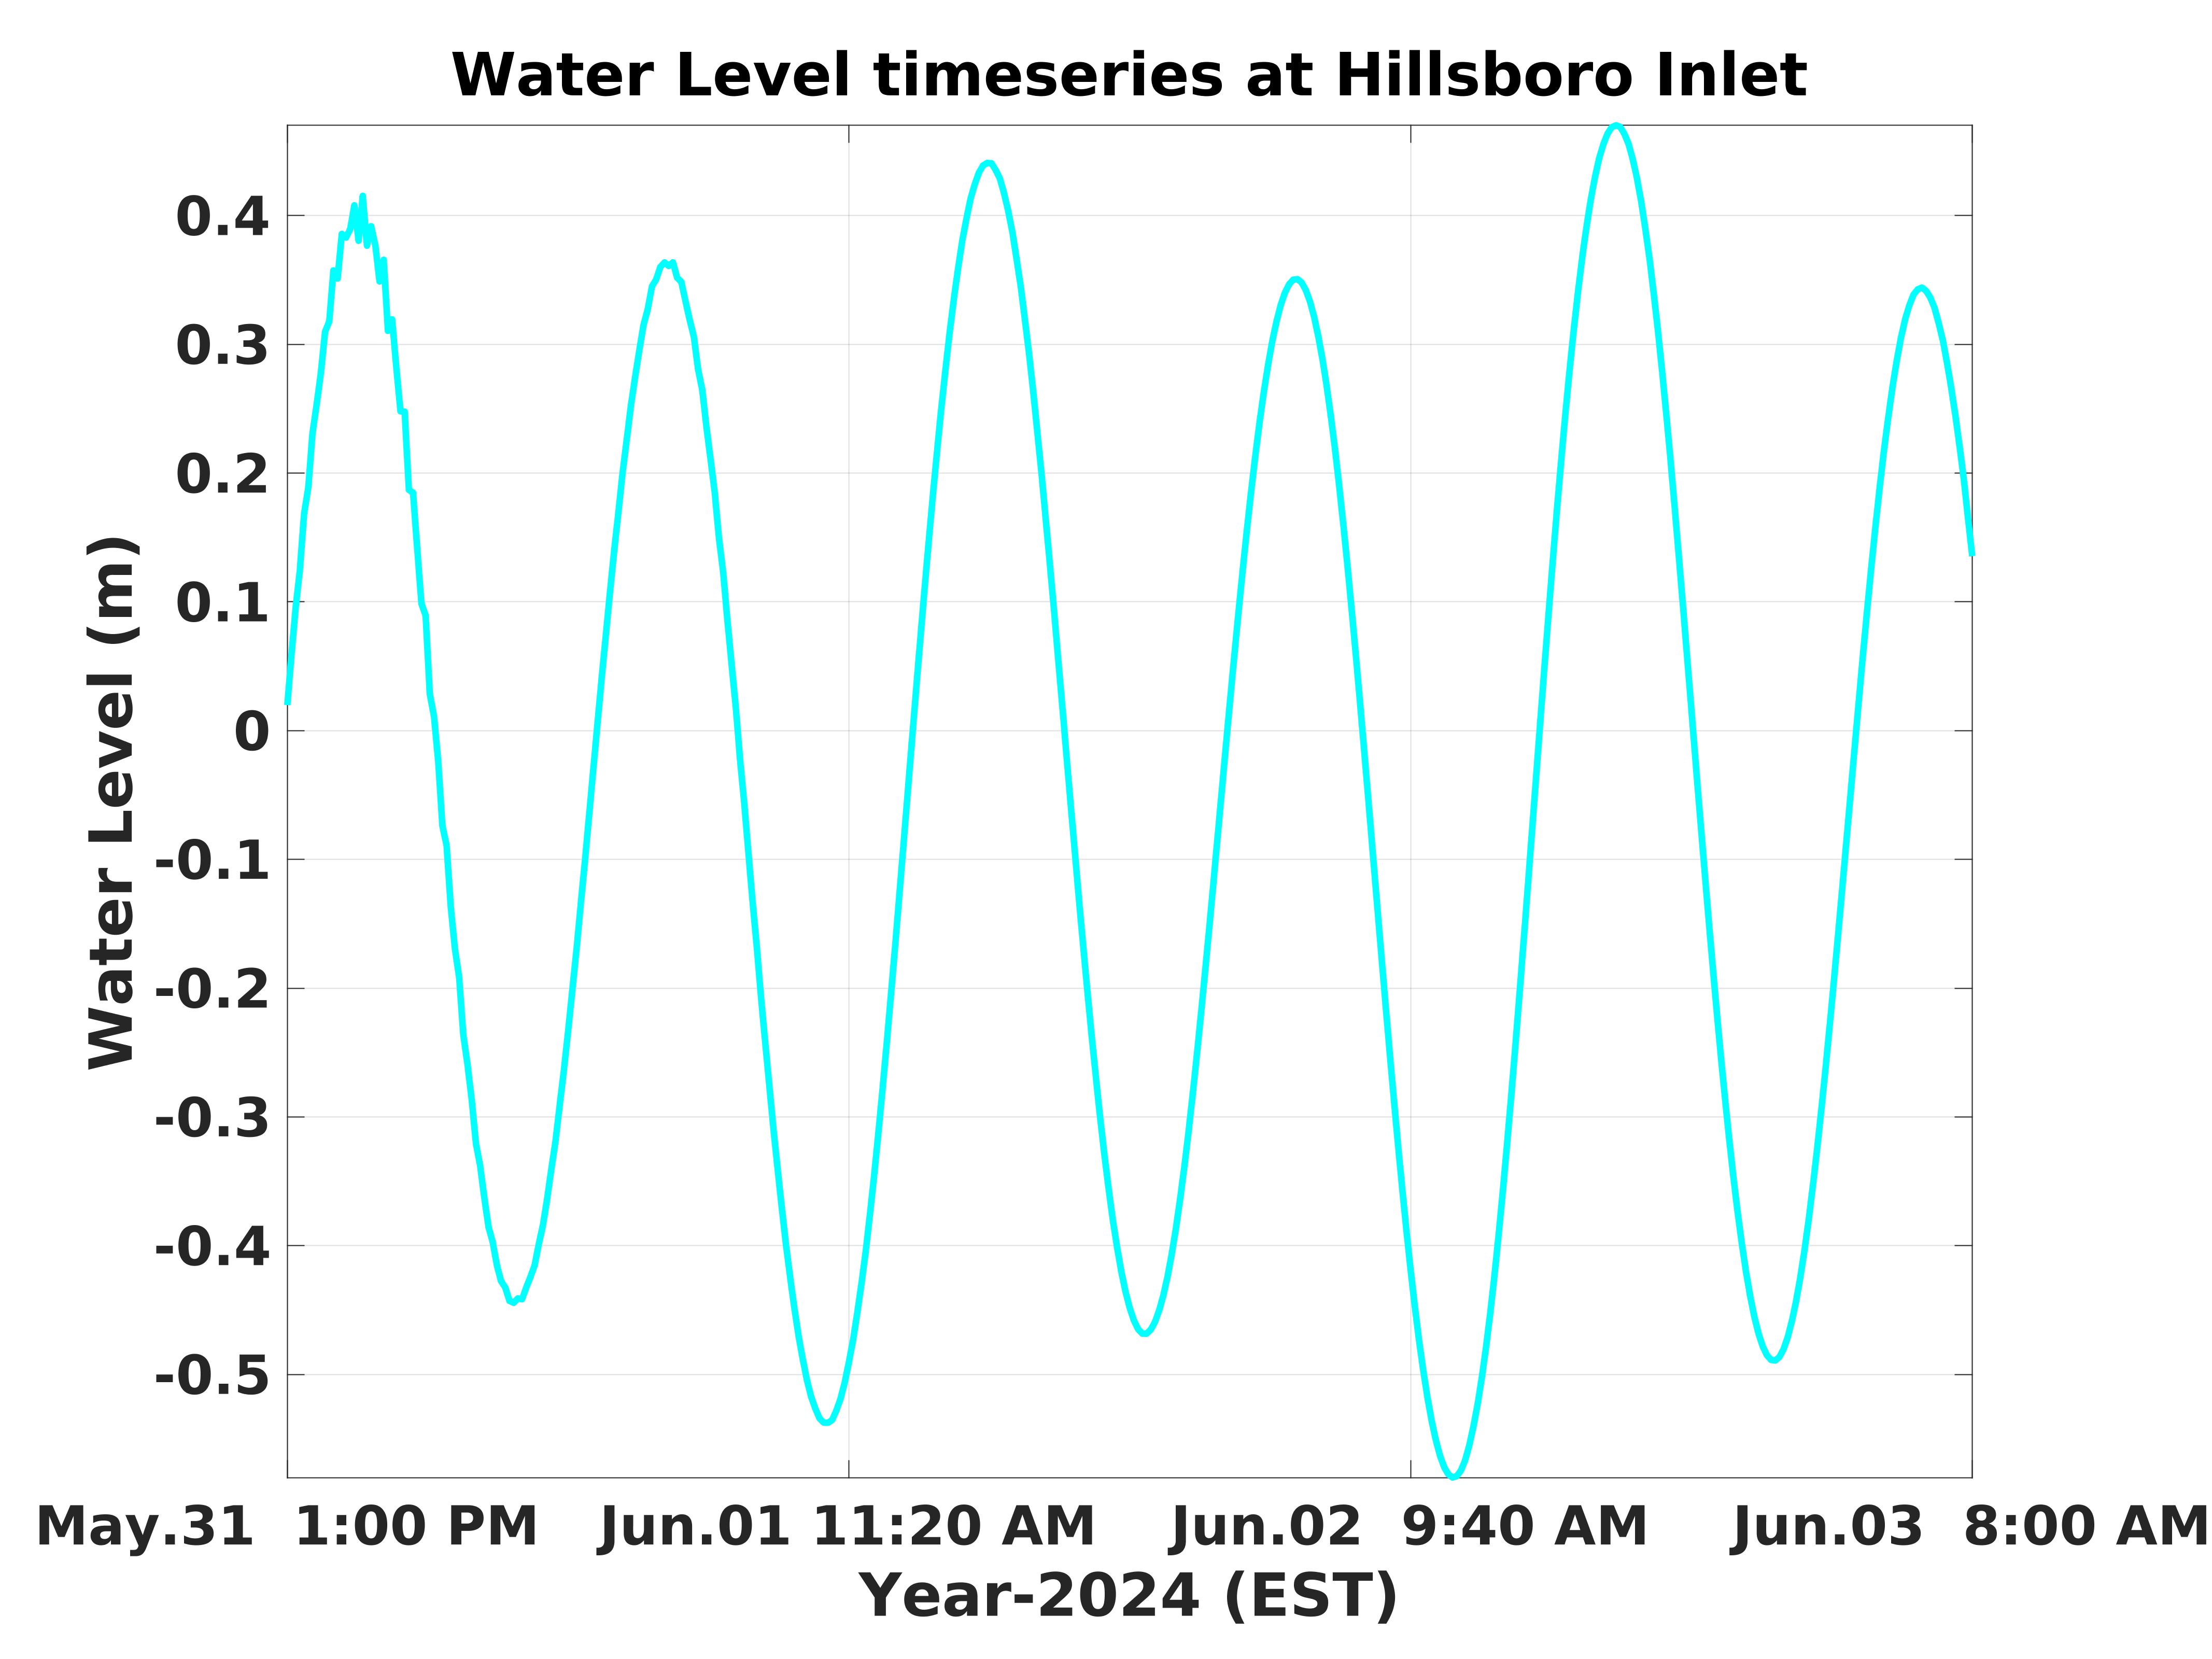 Water Level timeseries at Hillsboro Inlet
0.4
0.3
0.2
0.1
0
-0.1
-0.2
-0.3
-0.4
-0.5
Water Level (m)
May.31 1:00 PM Jun.01 11:20 AM Jun.02 9:40 AM Jun.03 8:00 AM
Year-2024 (EST)